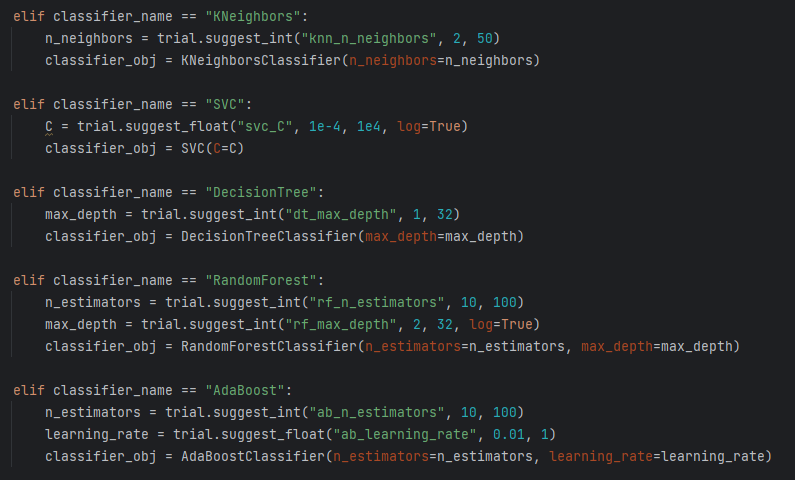 elif classifier_name == "KNeighbors":
    n_neighbors = trial.suggest_int("knn_n_neighbors", 2, 50)
    classifier_obj = KNeighborsClassifier(n_neighbors=n_neighbors)

elif classifier_name == "SVC":
    C = trial.suggest_float("svc_C", 1e-4, 1e4, log=True)
    classifier_obj = SVC(C=C)

elif classifier_name == "DecisionTree":
    max_depth = trial.suggest_int("dt_max_depth", 1, 32)
    classifier_obj = DecisionTreeClassifier(max_depth=max_depth)

elif classifier_name == "RandomForest":
    n_estimators = trial.suggest_int("rf_n_estimators", 10, 100)
    max_depth = trial.suggest_int("rf_max_depth", 2, 32, log=True)
    classifier_obj = RandomForestClassifier(n_estimators=n_estimators, max_depth=max_depth)

elif classifier_name == "AdaBoost":
    n_estimators = trial.suggest_int("ab_n_estimators", 10, 100)
    learning_rate = trial.suggest_float("ab_learning_rate", 0.01, 1)
    classifier_obj = AdaBoostClassifier(n_estimators=n_estimators, learning_rate=learning_rate)